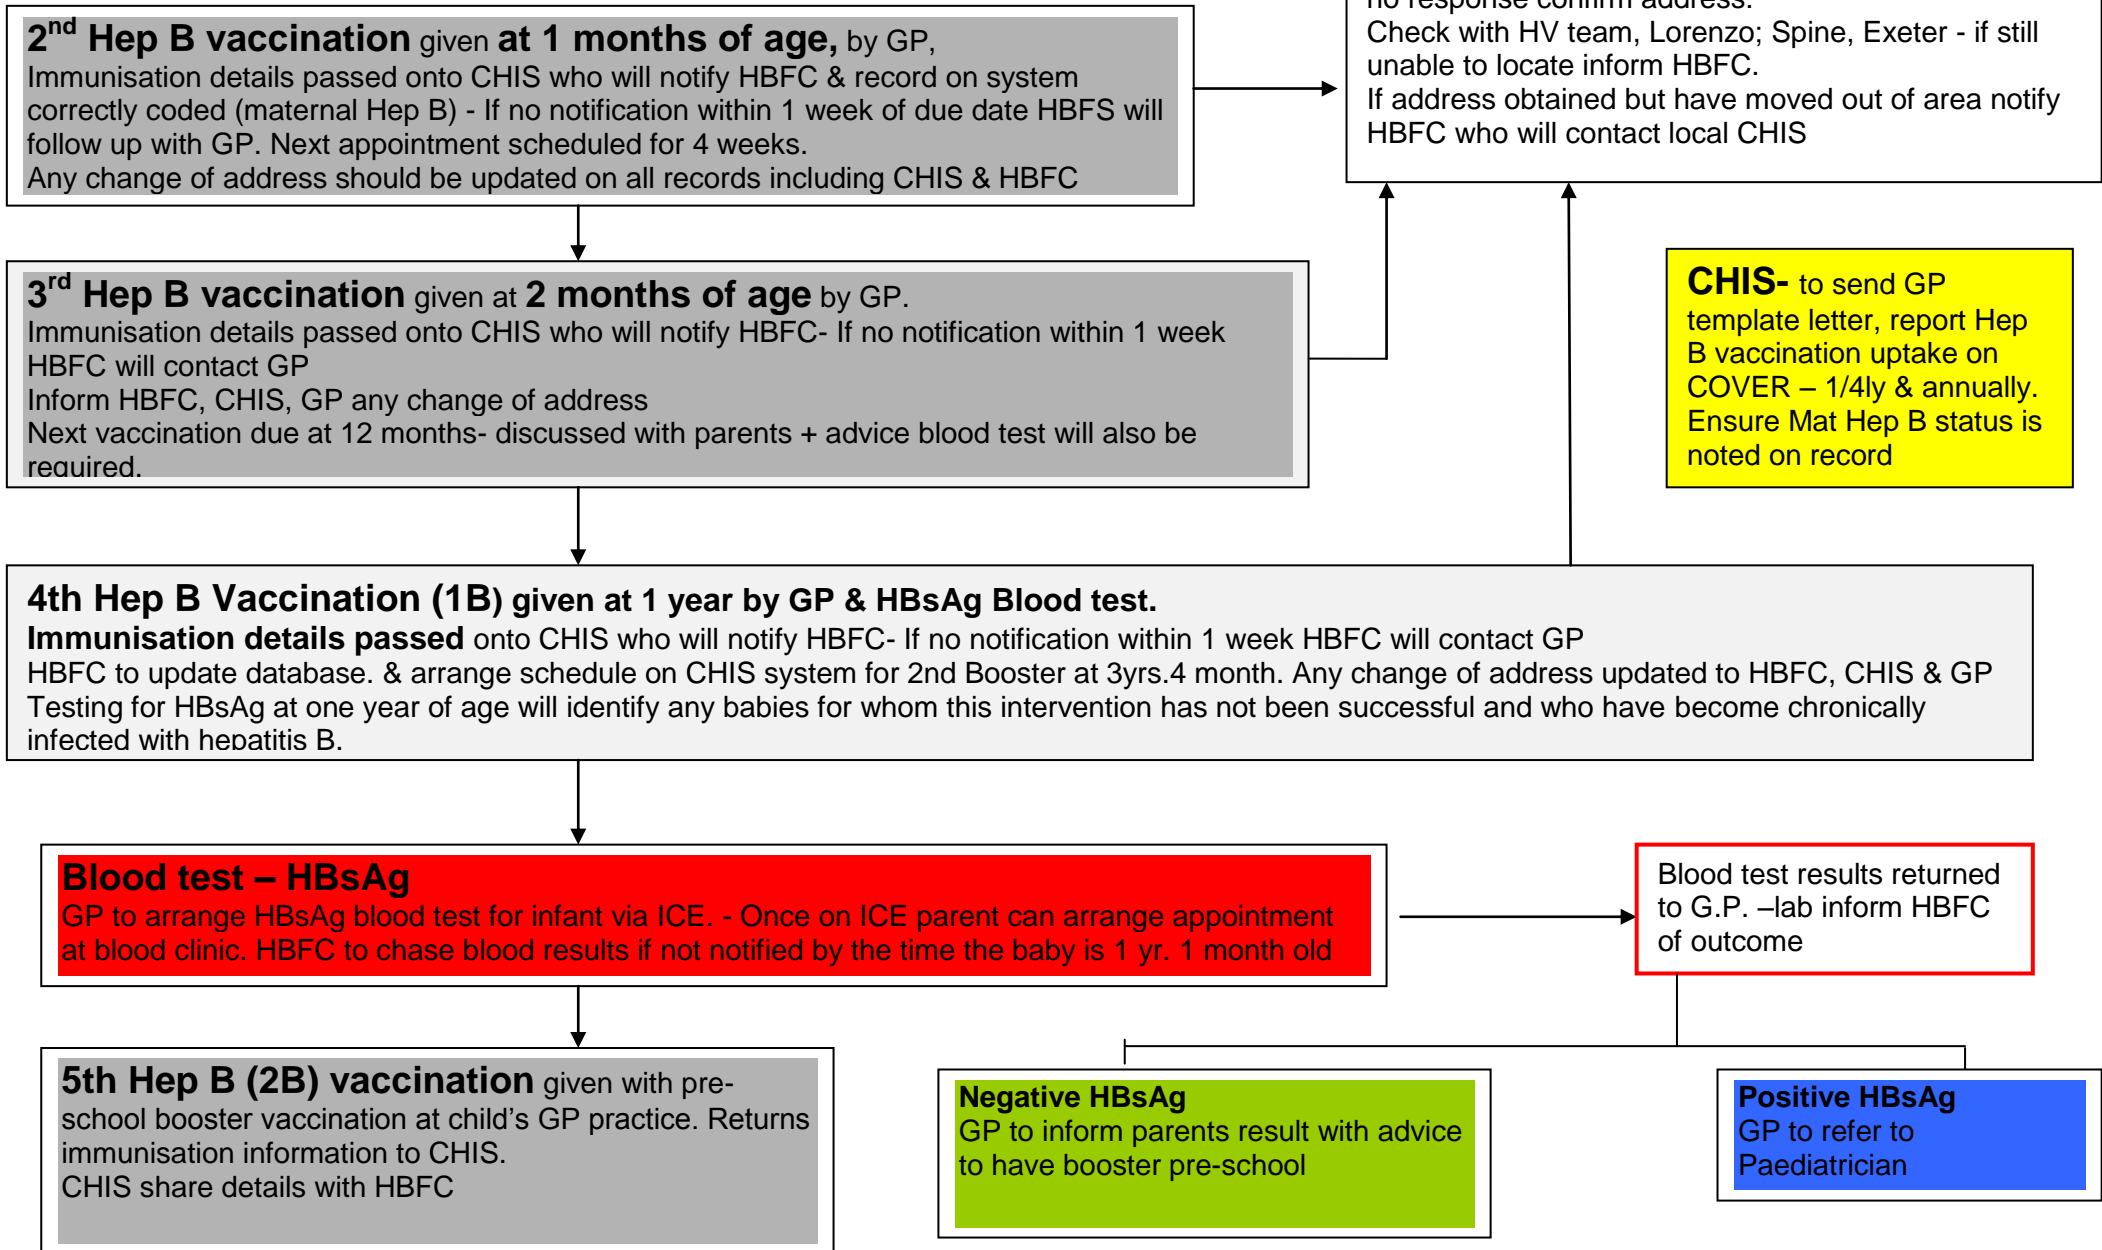 2nd Hep B vaccination given at 1 months of age, by GP,
Immunisation details passed onto CHIS who will notify HBFC & record on system
correctly coded (maternal Hep B) - If no notification within 1 week of due date HBFS will
follow up with GP. Next appointment scheduled for 4 weeks.
Any change of address should be updated on all records including CHIS & HBFC
no response confirm address.
Check with HV team, Lorenzo; Spine, Exeter - if still
unable to locate inform HBFC.
If address obtained but have moved out of area notify
HBFC who will contact local CHIS
3rd Hep B vaccination given at 2 months of age by GP.
Immunisation details passed onto CHIS who will notify HBFC- If no notification within 1 week
HBFC will contact GP
Inform HBFC, CHIS, GP any change of address
Next vaccination due at 12 months- discussed with parents + advice blood test will also be
required.
CHIS- to send GP
template letter, report Hep
B vaccination uptake on
COVER – 1/4ly & annually.
Ensure Mat Hep B status is
noted on record
4th Hep B Vaccination (1B) given at 1 year by GP & HBsAg Blood test.
Immunisation details passed onto CHIS who will notify HBFC- If no notification within 1 week HBFC will contact GP
HBFC to update database. & arrange schedule on CHIS system for 2nd Booster at 3yrs.4 month. Any change of address updated to HBFC, CHIS & GP
Testing for HBsAg at one year of age will identify any babies for whom this intervention has not been successful and who have become chronically
infected with hepatitis B.
Blood test – HBsAg
GP to arrange HBsAg blood test for infant via ICE. - Once on ICE parent can arrange appointment
at blood clinic. HBFC to chase blood results if not notified by the time the baby is 1 yr. 1 month old
Blood test results returned
to G.P. –lab inform HBFC
of outcome
5th Hep B (2B) vaccination given with pre-
school booster vaccination at child's GP practice. Returns
immunisation information to CHIS.
CHIS share details with HBFC
Negative HBsAg
GP to inform parents result with advice
to have booster pre-school
Positive HBsAg
GP to refer to
Paediatrician